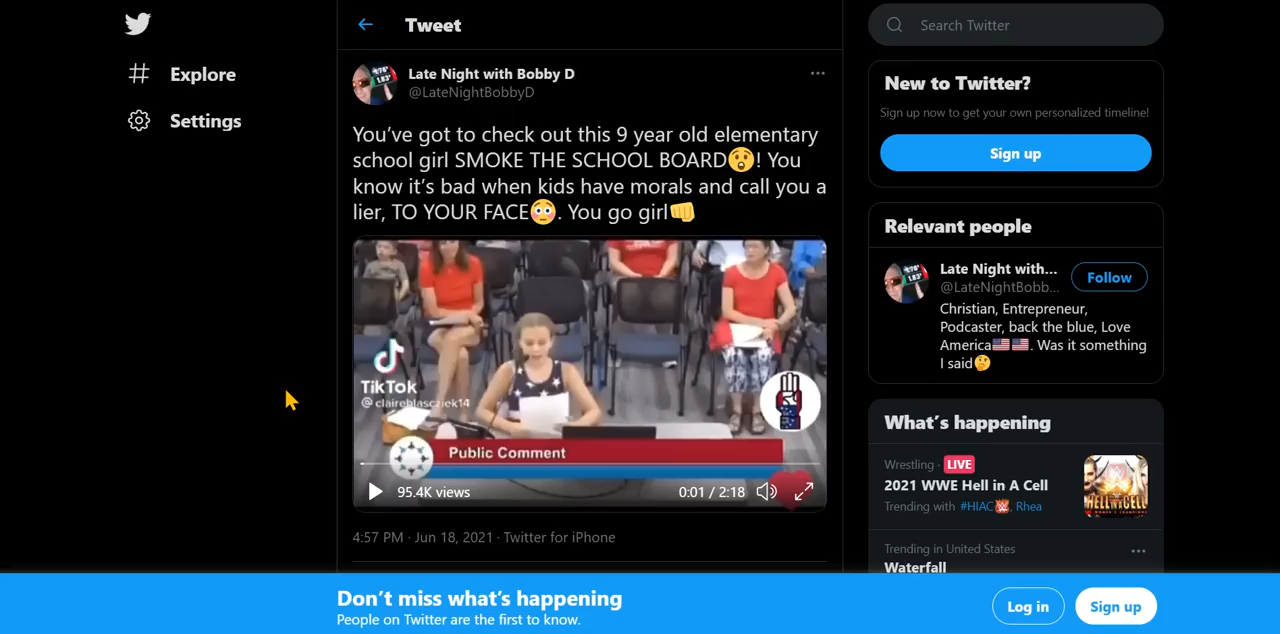 Tweet
Search Twitter
Explore
Settings
Late Night with Bobby D
@LateNightBobbyD
You've got to check out this 9 year old elementary
school girl SMOKE THE SCHOOL BOARD😲! You
know it's bad when kids have morals and call you a
lier, TO YOUR FACE😳. You go girl👊
TikTok
@claireblascziek14
Public Comment
95.4K views
0:01 / 2:18
4:57 PM · Jun 18, 2021 · Twitter for iPhone
New to Twitter?
Sign up now to get your own personalized timeline!
Sign up
Relevant people
Late Night with...
@LateNightBobb...
Follow
Christian, Entrepreneur,
Podcaster, back the blue, Love
America🇺🇸🇺🇸. Was it something
I said🤔
What's happening
Wrestling · LIVE
2021 WWE Hell in A Cell
Trending with #HIAC, Rhea
HELL IN A CELL
Trending in United States
Waterfall
Don't miss what's happening
People on Twitter are the first to know.
Log in
Sign up